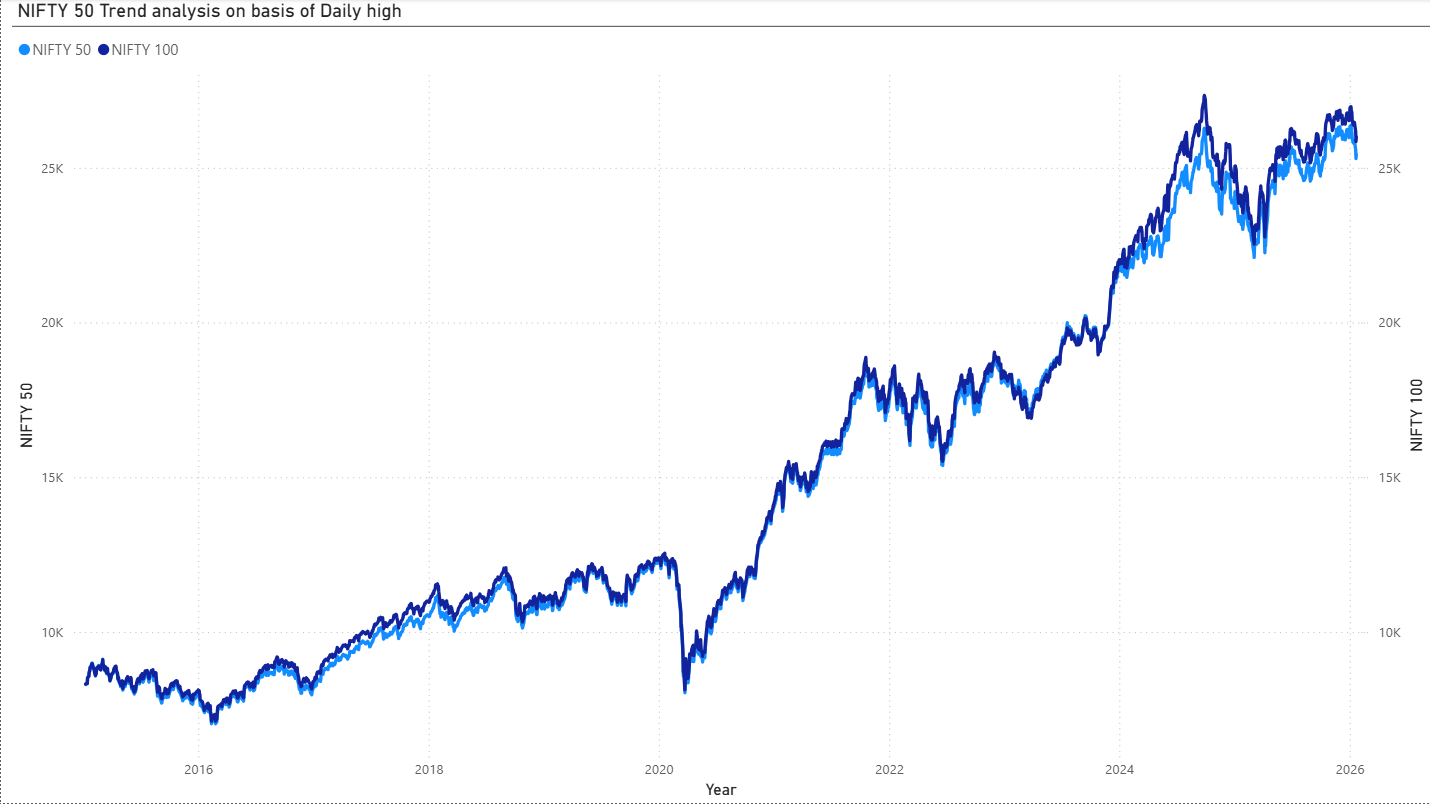 NIFTY 50 Trend analysis on basis of Daily high
NIFTY 50 NIFTY 100
25K 25K
20K 20K
NIFTY 50
NIFTY 100
15K 15K
10K 10K
2016 2018 2020 2022 2024 2026
Year